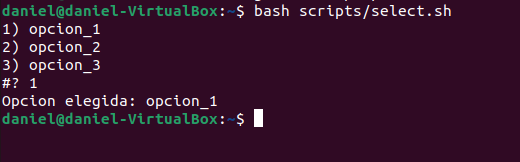 daniel@daniel-VirtualBox:~$ bash scripts/select.sh
1) opcion_1
2) opcion_2
3) opcion_3
#? 1
Opcion elegida: opcion_1
daniel@daniel-VirtualBox:~$